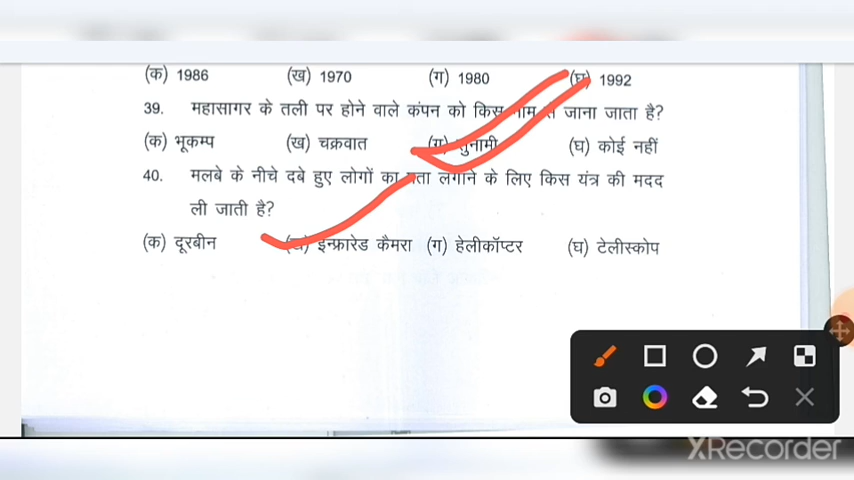 (क) 1986 (ख) 1970 (ग) 1980 (घ) 1992
39. महासागर के तली पर होने वाले कंपन को किस नाम से जाना जाता है?
(क) भूकम्प (ख) चक्रवात (ग) सुनामी (घ) कोई नहीं
40. मलबे के नीचे दबे हुए लोगों का पता लगाने के लिए किस यंत्र की मदद
ली जाती है?
(क) दूरबीन (ख) इन्फ्रारेड कैमरा (ग) हेलीकॉप्टर (घ) टेलीस्कोप
XRecorder